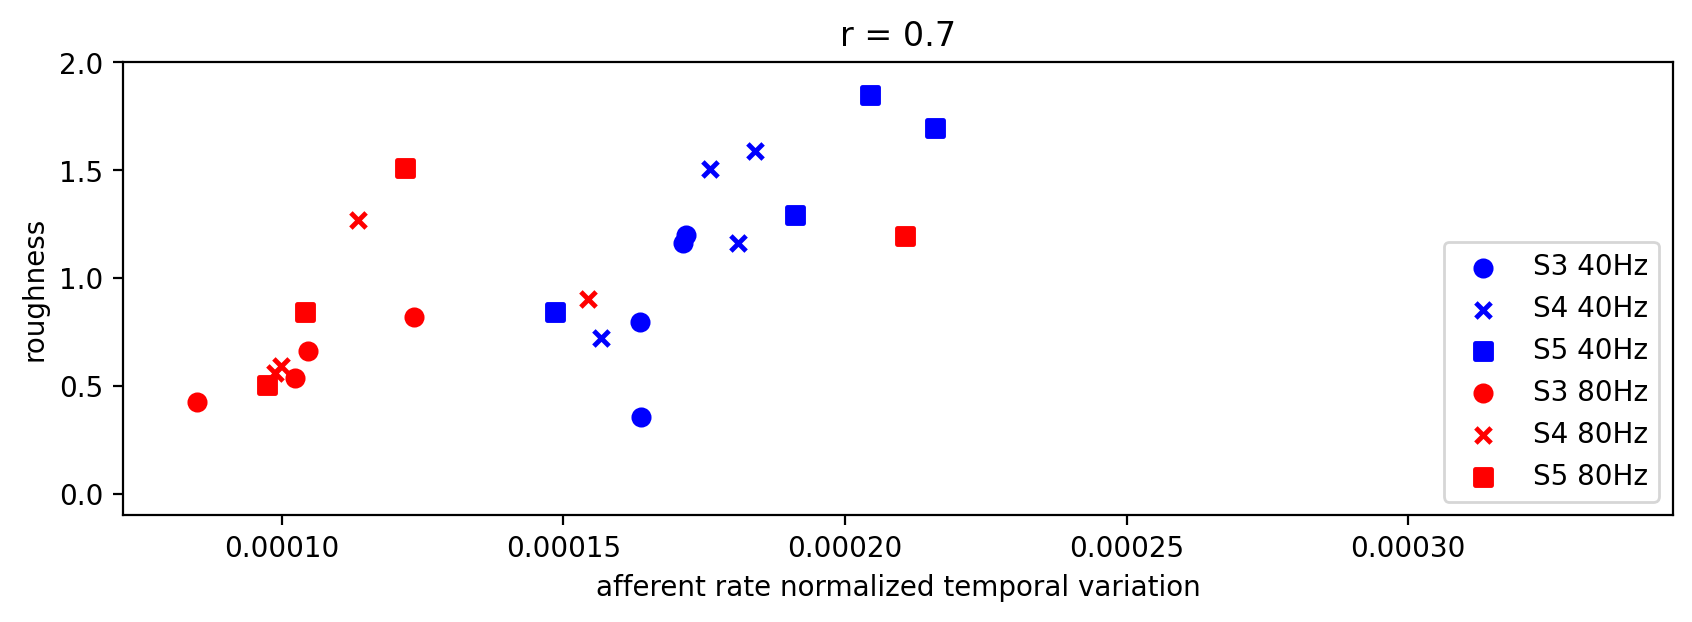 r = 0.7
2.0
1.5
1.0
0.5
0.0
roughness
S3 40Hz
S4 40Hz
S5 40Hz
S3 80Hz
S4 80Hz
S5 80Hz
0.00010 0.00015 0.00020 0.00025 0.00030
afferent rate normalized temporal variation